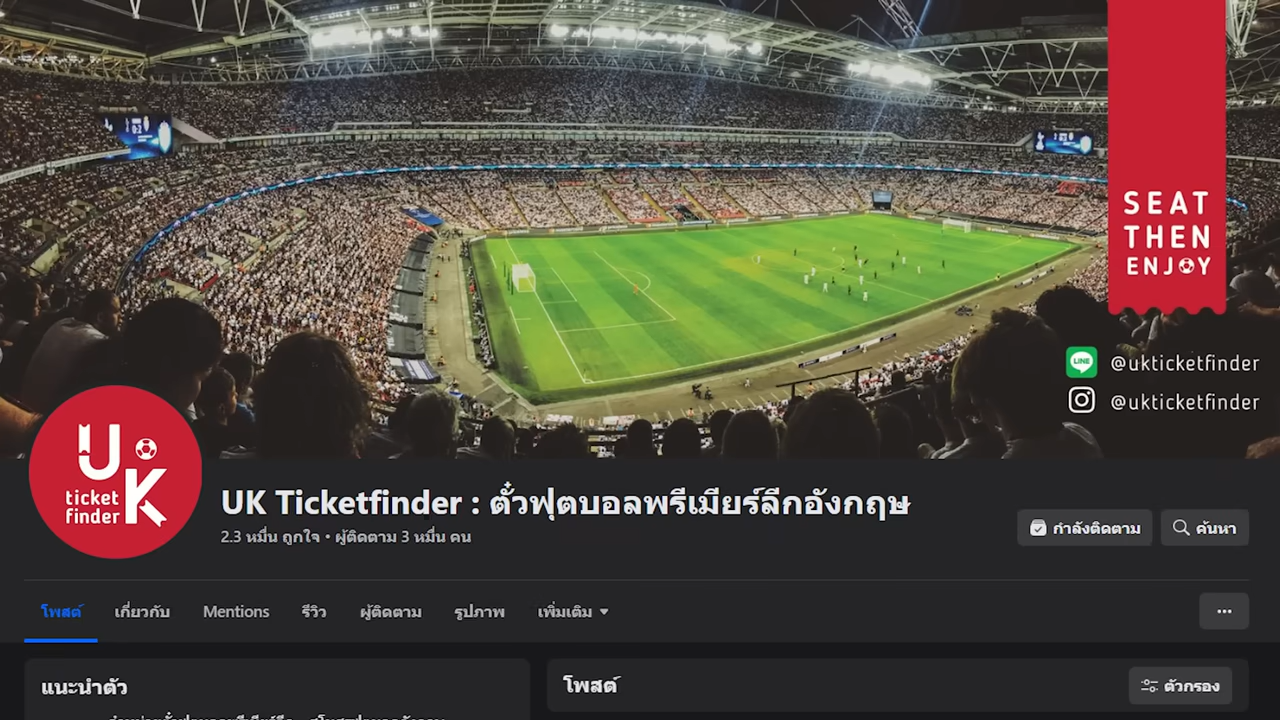 SEAT
THEN
ENJOY
LINE
@ukticketfinder
@ukticketfinder
UK
ticket
finder
UK Ticketfinder : ตั๋วฟุตบอลพรีเมียร์ลีกอังกฤษ
2.3 หมื่น ถูกใจ • ผู้ติดตาม 3 หมื่น คน
กำลังติดตาม
ค้นหา
โพสต์
เกี่ยวกับ
Mentions
รีวิว
ผู้ติดตาม
รูปภาพ
เพิ่มเติม
แนะนำตัว
โพสต์
ตัวกรอง